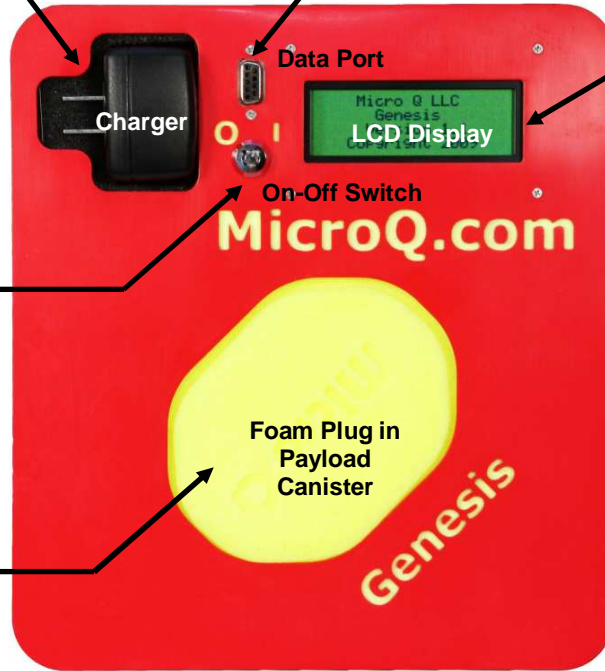 Data Port
Micro Q LLC
Genesis
Charger
O I
LCD Display
On-Off Switch
MicroQ.com
Foam Plug in
Payload
Canister
Genesis